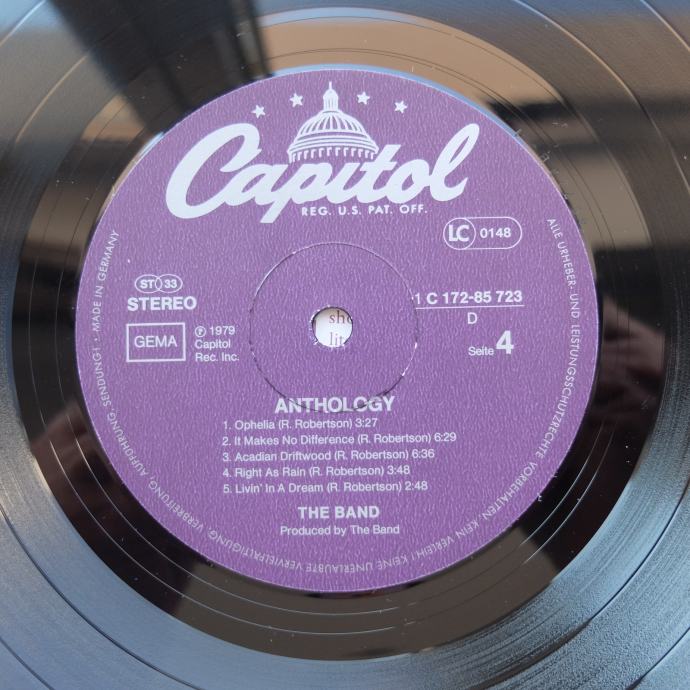 Capitol
REG. U.S. PAT. OFF.
LC 0148
ST 33
STEREO
1 C 172-85 723
D
GEMA
℗ 1979
Capitol
Rec. Inc.
Seite 4
sho
lit
ANTHOLOGY
1. Ophelia (R. Robertson) 3:27
2. It Makes No Difference (R. Robertson) 6:29
3. Acadian Driftwood (R. Robertson) 6:36
4. Right As Rain (R. Robertson) 3:48
5. Livin' In A Dream (R. Robertson) 2:48
THE BAND
Produced by The Band
ALLE URHEBER- UND LEISTUNGSSCHUTZRECHTE VORBEHALTEN. KEIN VERLEIH! KEINE UNERLAUBTE VERVIELFÄLTIGUNG, VERBREITUNG, AUFFÜHRUNG, SENDUNG! • MADE IN GERMANY